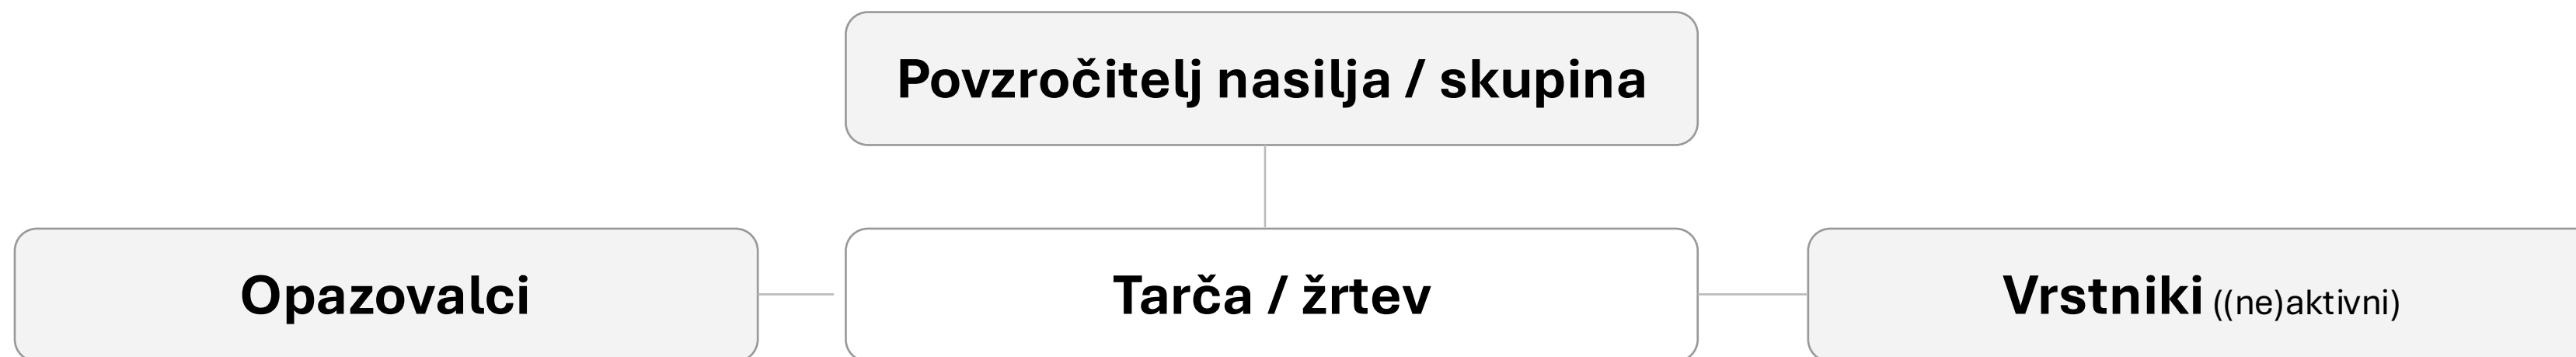 Povzročitelj nasilja / skupina
Opazovalci
Tarča / žrtev
Vrstniki ((ne)aktivni)